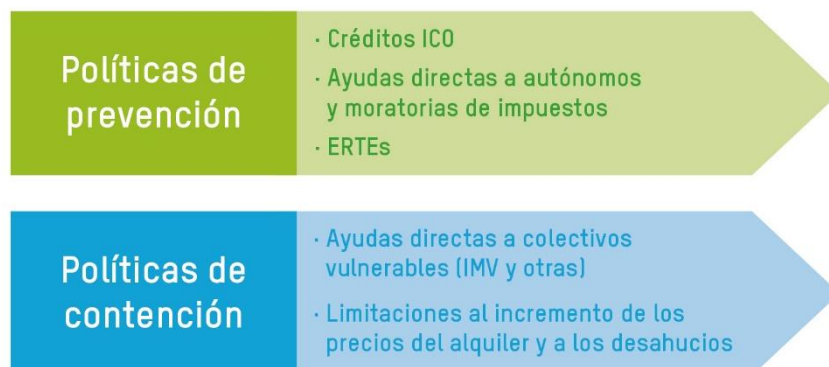 Políticas de
prevención
· Créditos ICO
· Ayudas directas a autónomos
y moratorias de impuestos
· ERTEs
Políticas de
contención
· Ayudas directas a colectivos
vulnerables (IMV y otras)
· Limitaciones al incremento de los
precios del alquiler y a los desahucios